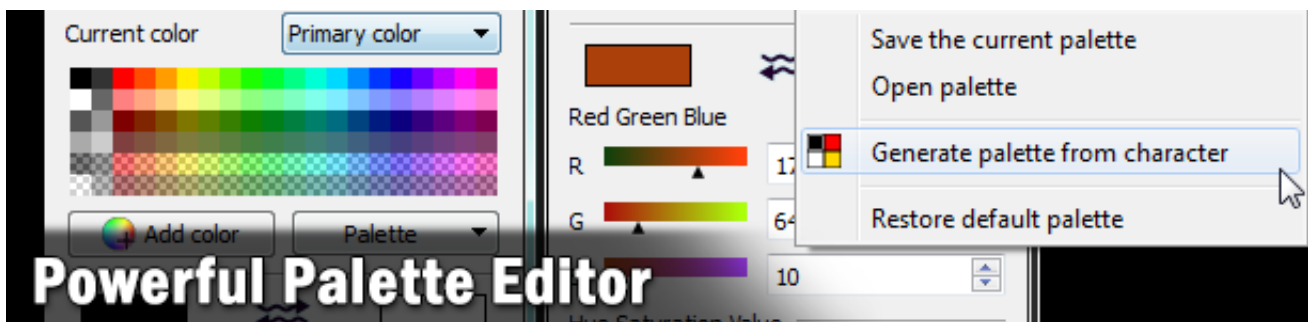 Current color
Primary color
Add color
Palette
Red Green Blue
R
G
64
10
Save the current palette
Open palette
Generate palette from character
Restore default palette
Powerful Palette Editor